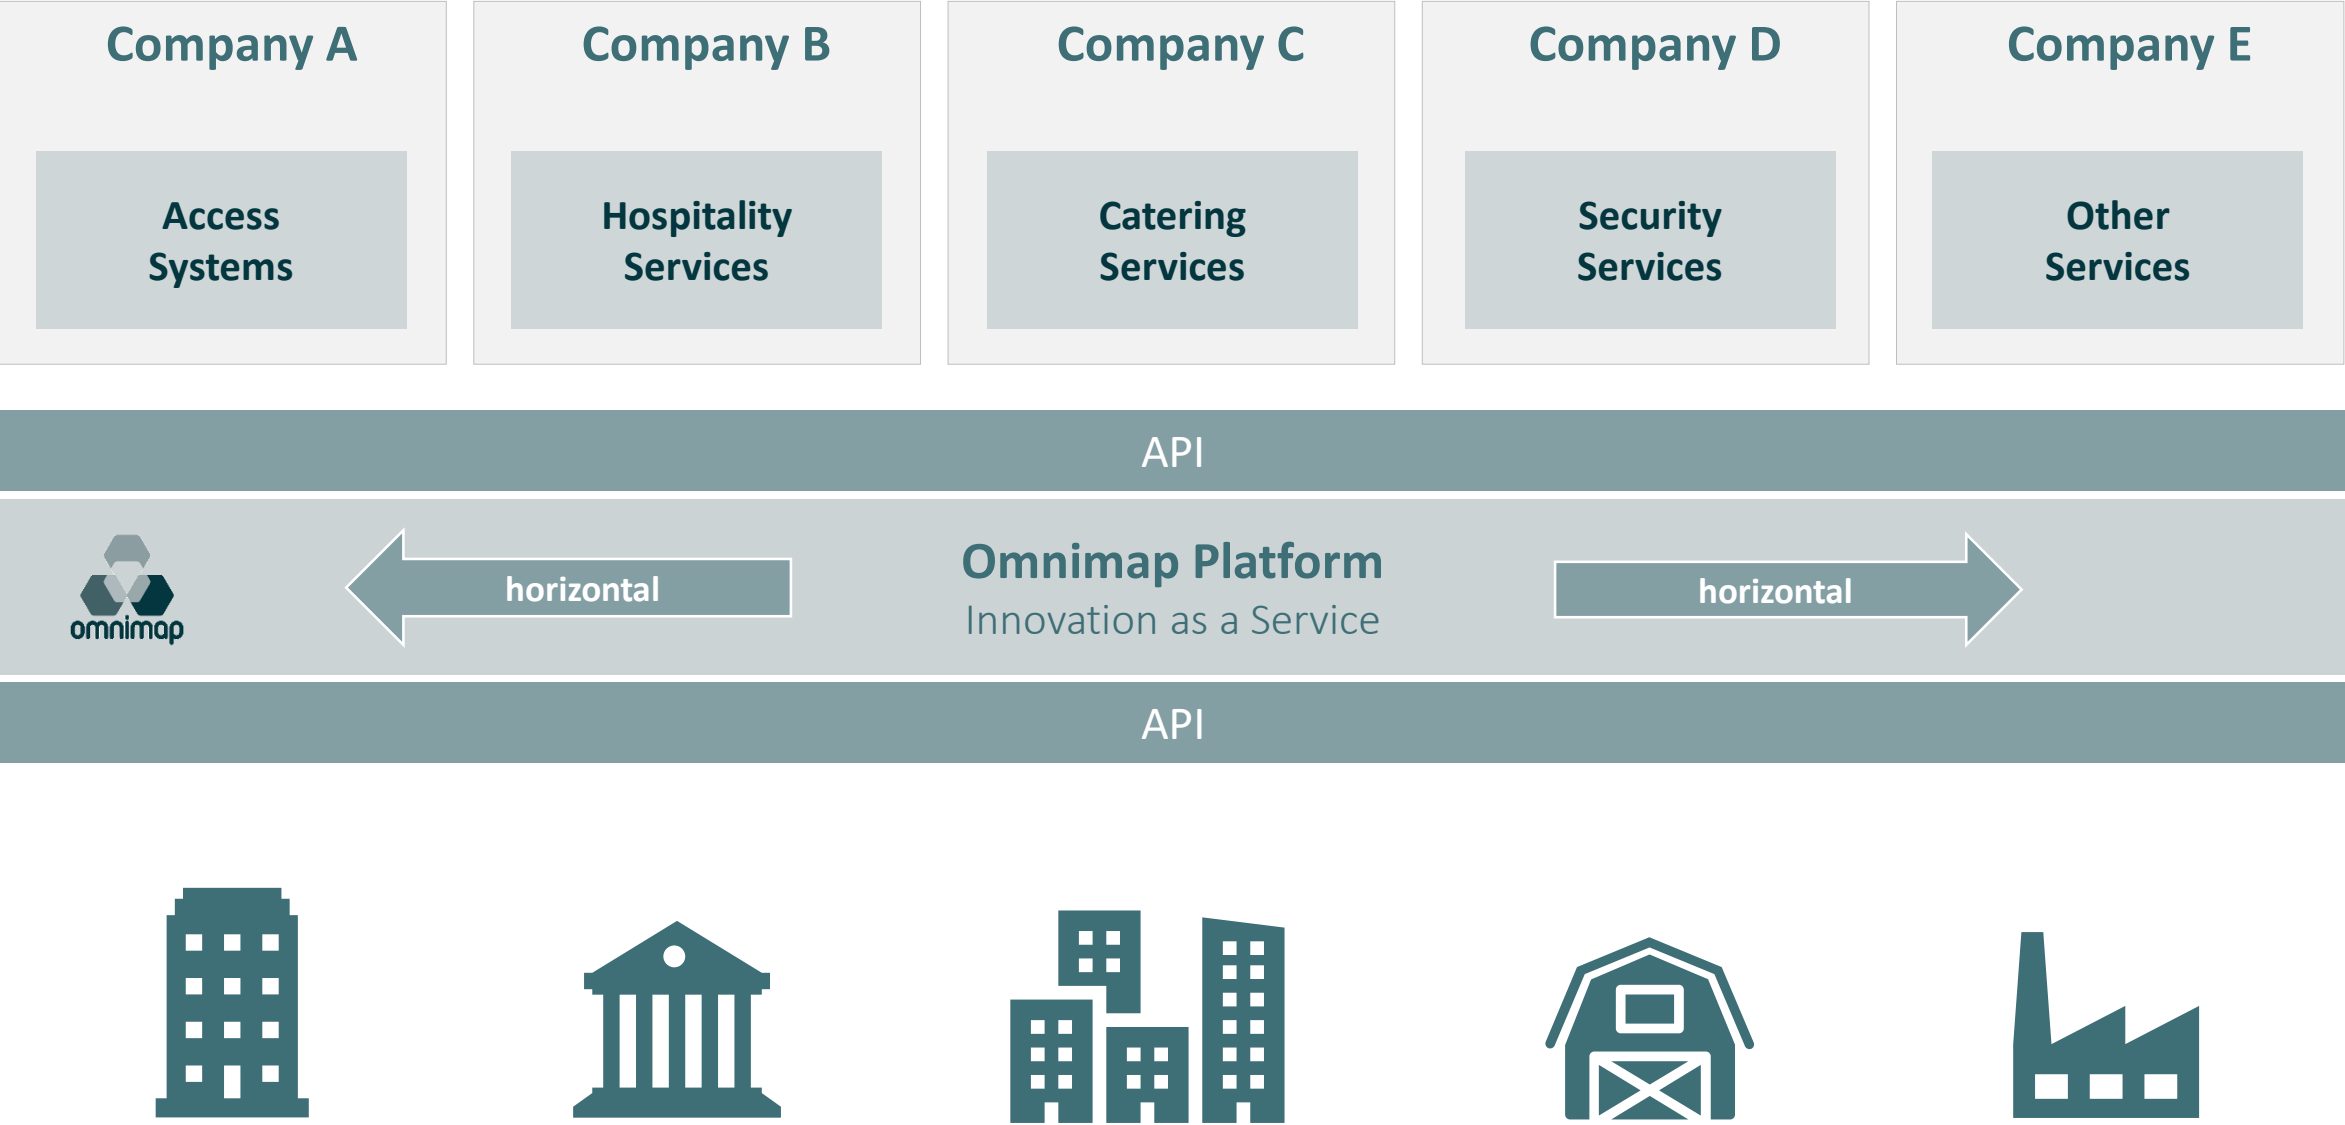 Company A
Company B
Company C
Company D
Company E
Access
Systems
Hospitality
Services
Catering
Services
Security
Services
Other
Services
API
omnimap
horizontal
Omnimap Platform
Innovation as a Service
horizontal
API